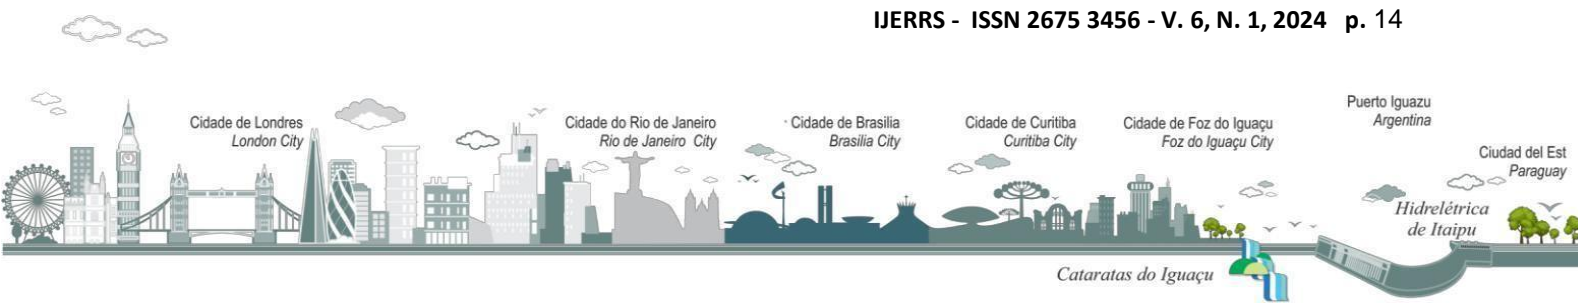 IJERRS - ISSN 2675 3456 - V. 6, N. 1, 2024 p. 14
Cidade de Londres
London City
Cidade do Rio de Janeiro
Rio de Janeiro City
Cidade de Brasilia
Brasilia City
Cidade de Curitiba
Curitiba City
Cidade de Foz do Iguaçu
Foz do Iguaçu City
Puerto Iguazu
Argentina
Ciudad del Est
Paraguay
Hidrelétrica
de Itaipu
Cataratas do Iguaçu